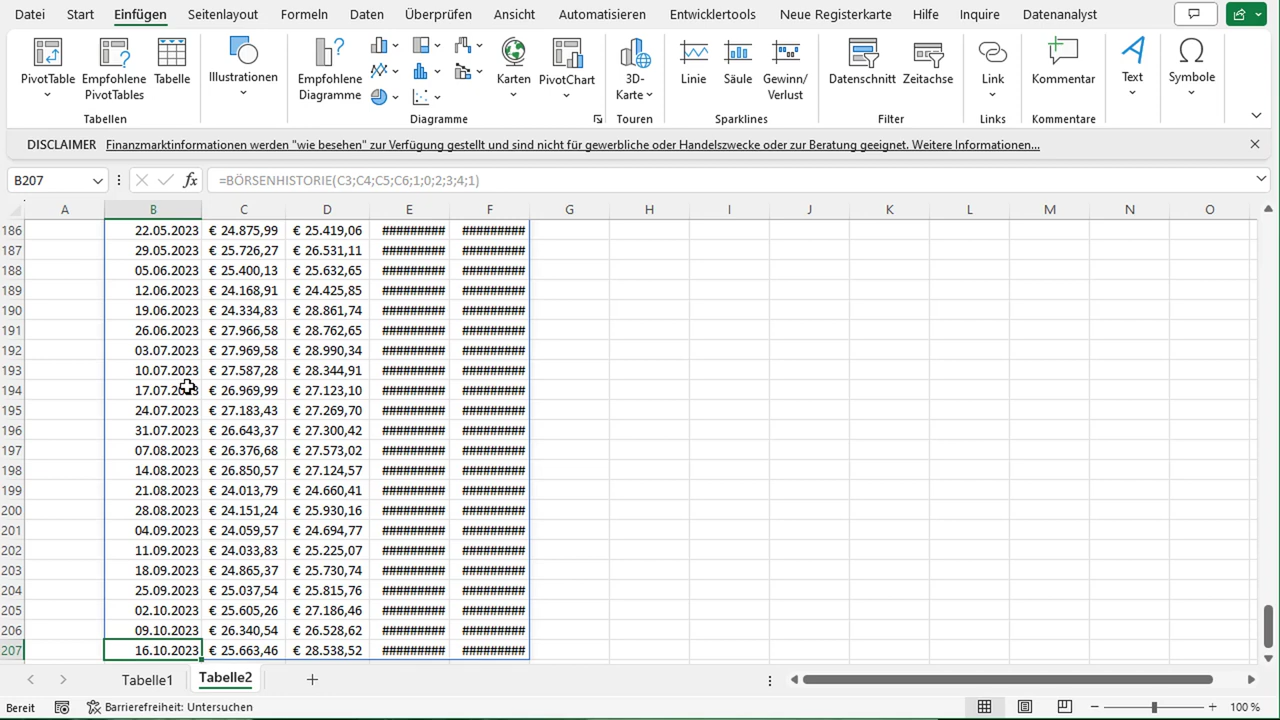 Datei Start Einfügen Seitenlayout Formeln Daten Überprüfen Ansicht Automatisieren Entwicklertools Neue Registerkarte Hilfe Inquire Datenanalyst
PivotTable Empfohlene PivotTables Tabelle Illustrationen Empfohlene Diagramme Karten PivotChart 3D-Karte Linie Säule Gewinn/Verlust Datenschnitt Zeitachse Link Kommentar Text Symbole
Tabellen Diagramme Touren Sparklines Filter Links Kommentare
DISCLAIMER Finanzmarktinformationen werden "wie besehen" zur Verfügung gestellt und sind nicht für gewerbliche oder Handelszwecke oder zur Beratung geeignet. Weitere Informationen...
B207 fx =BÖRSENHISTORIE(C3;C4;C5;C6;1;0;2;3;4;1)
A B C D E F G H I J K L M N O
186 22.05.2023 € 24.875,99 € 25.419,06 ######### #########
187 29.05.2023 € 25.726,27 € 26.531,11 ######### #########
188 05.06.2023 € 25.400,13 € 25.632,65 ######### #########
189 12.06.2023 € 24.168,91 € 24.425,85 ######### #########
190 19.06.2023 € 24.334,83 € 28.861,74 ######### #########
191 26.06.2023 € 27.966,58 € 28.762,65 ######### #########
192 03.07.2023 € 27.969,58 € 28.990,34 ######### #########
193 10.07.2023 € 27.587,28 € 28.344,91 ######### #########
194 17.07.2023 € 26.969,99 € 27.123,10 ######### #########
195 24.07.2023 € 27.183,43 € 27.269,70 ######### #########
196 31.07.2023 € 26.643,37 € 27.300,42 ######### #########
197 07.08.2023 € 26.376,68 € 27.573,02 ######### #########
198 14.08.2023 € 26.850,57 € 27.124,57 ######### #########
199 21.08.2023 € 24.013,79 € 24.660,41 ######### #########
200 28.08.2023 € 24.151,24 € 25.930,16 ######### #########
201 04.09.2023 € 24.059,57 € 24.694,77 ######### #########
202 11.09.2023 € 24.033,83 € 25.225,07 ######### #########
203 18.09.2023 € 24.865,37 € 25.730,74 ######### #########
204 25.09.2023 € 25.037,54 € 25.815,76 ######### #########
205 02.10.2023 € 25.605,26 € 27.186,46 ######### #########
206 09.10.2023 € 26.340,54 € 26.528,62 ######### #########
207 16.10.2023 € 25.663,46 € 28.538,52 ######### #########
Tabelle1 Tabelle2
Bereit Barrierefreiheit: Untersuchen 100 %